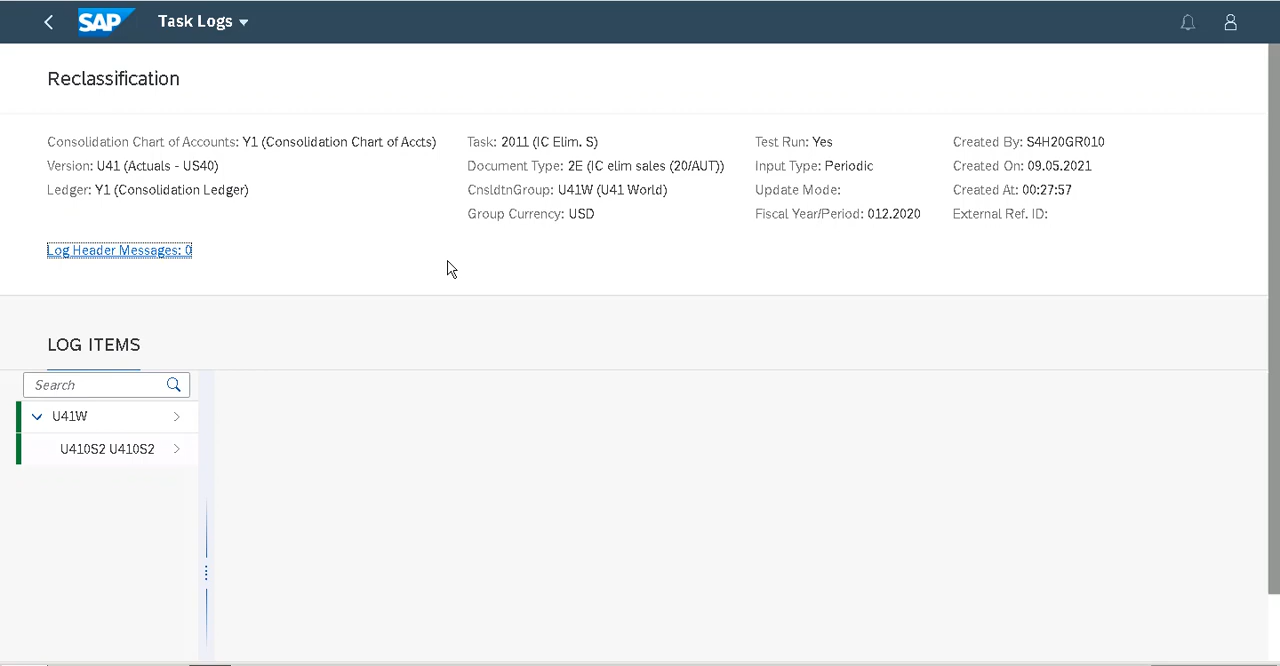 SAP Task Logs
Reclassification
Consolidation Chart of Accounts: Y1 (Consolidation Chart of Accts)
Version: U41 (Actuals - US40)
Ledger: Y1 (Consolidation Ledger)
Task: 2011 (IC Elim. S)
Document Type: 2E (IC elim sales (20/AUT))
CnsldtnGroup: U41W (U41 World)
Group Currency: USD
Test Run: Yes
Input Type: Periodic
Update Mode:
Fiscal Year/Period: 012.2020
Created By: S4H20GR010
Created On: 09.05.2021
Created At: 00:27:57
External Ref. ID:
Log Header Messages: 0
LOG ITEMS
Search
U41W
U410S2 U410S2